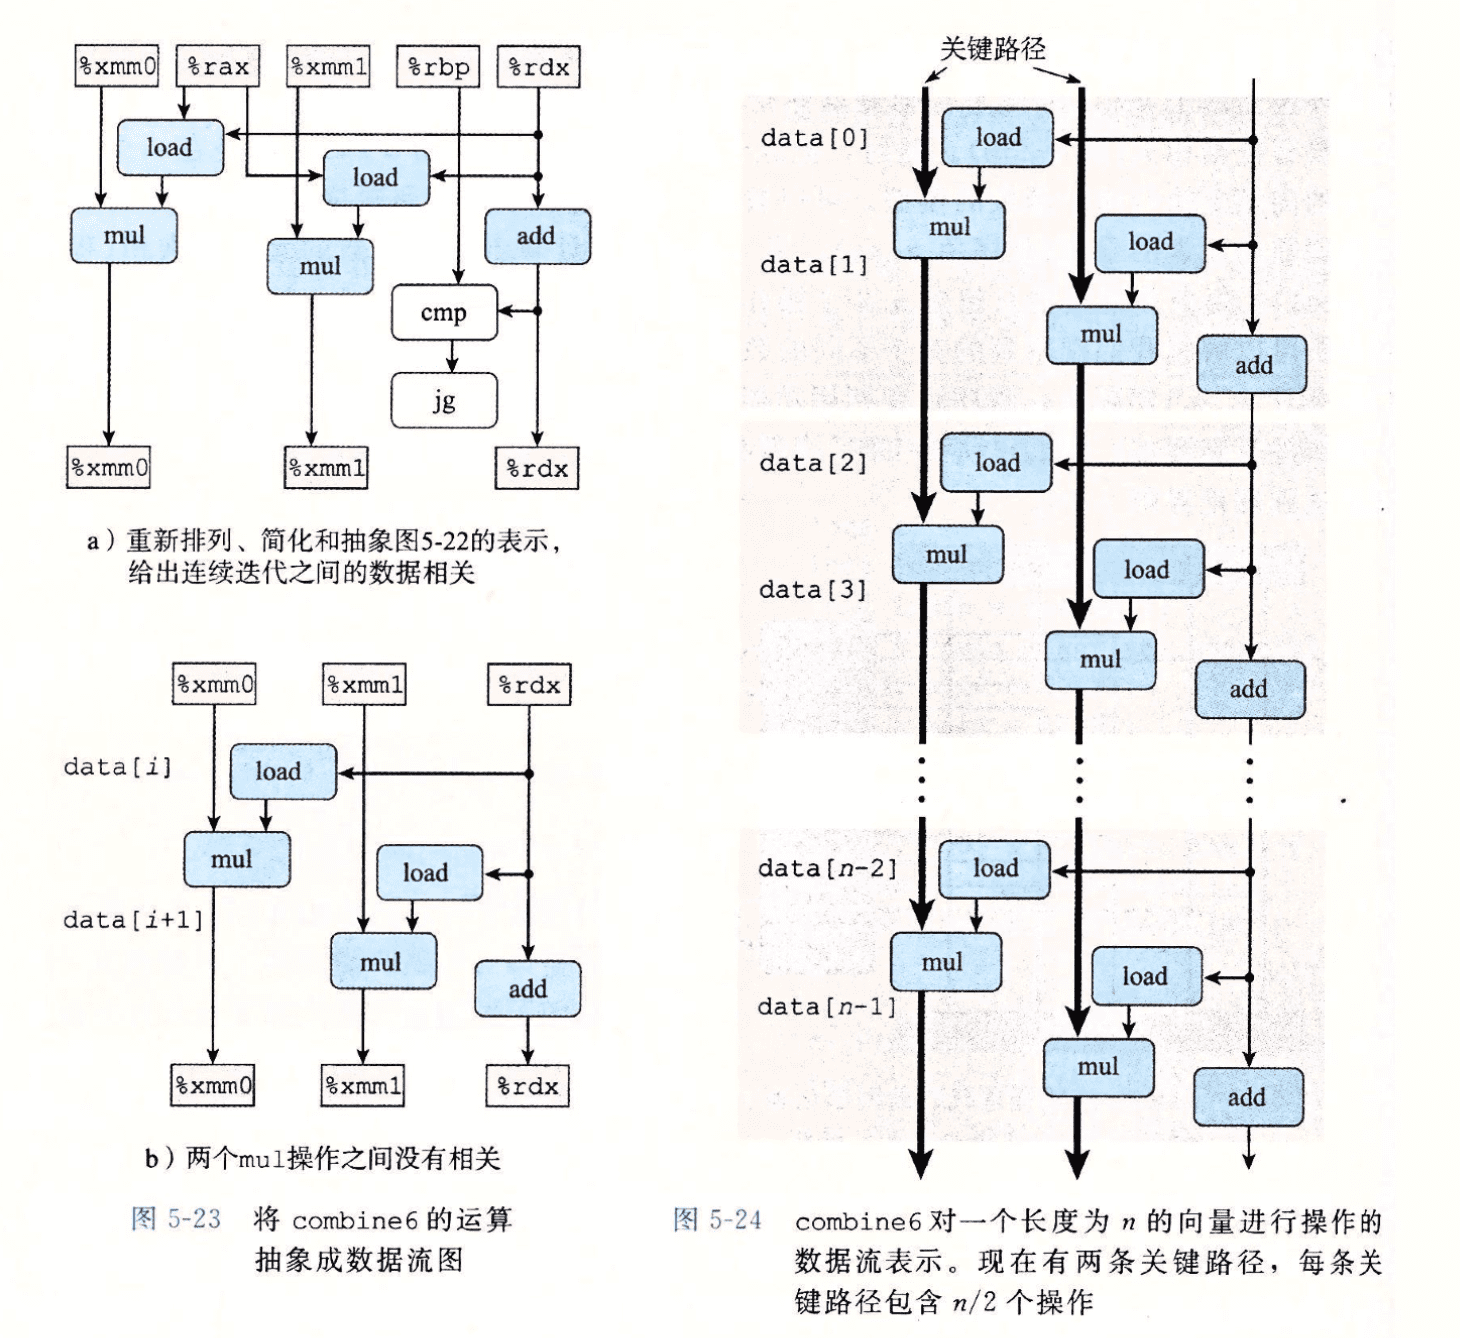 %xmm0 %rax %xmm1 %rbp %rdx
load
load
mul
mul
add
cmp
jg
%xmm0 %xmm1 %rdx
a）重新排列、简化和抽象图5-22的表示，
给出连续迭代之间的数据相关
%xmm0 %xmm1 %rdx
data[i]
load
mul
load
data[i+1]
mul
add
%xmm0 %xmm1 %rdx
b）两个mul操作之间没有相关
图 5-23 将 combine6 的运算
抽象成数据流图
关键路径
data[0]
load
mul
load
data[1]
mul
add
data[2]
load
mul
load
data[3]
mul
add
data[n-2]
load
mul
load
data[n-1]
mul
add
图 5-24 combine6 对一个长度为 n 的向量进行操作的
数据流表示。现在有两条关键路径，每条关
键路径包含 n/2 个操作